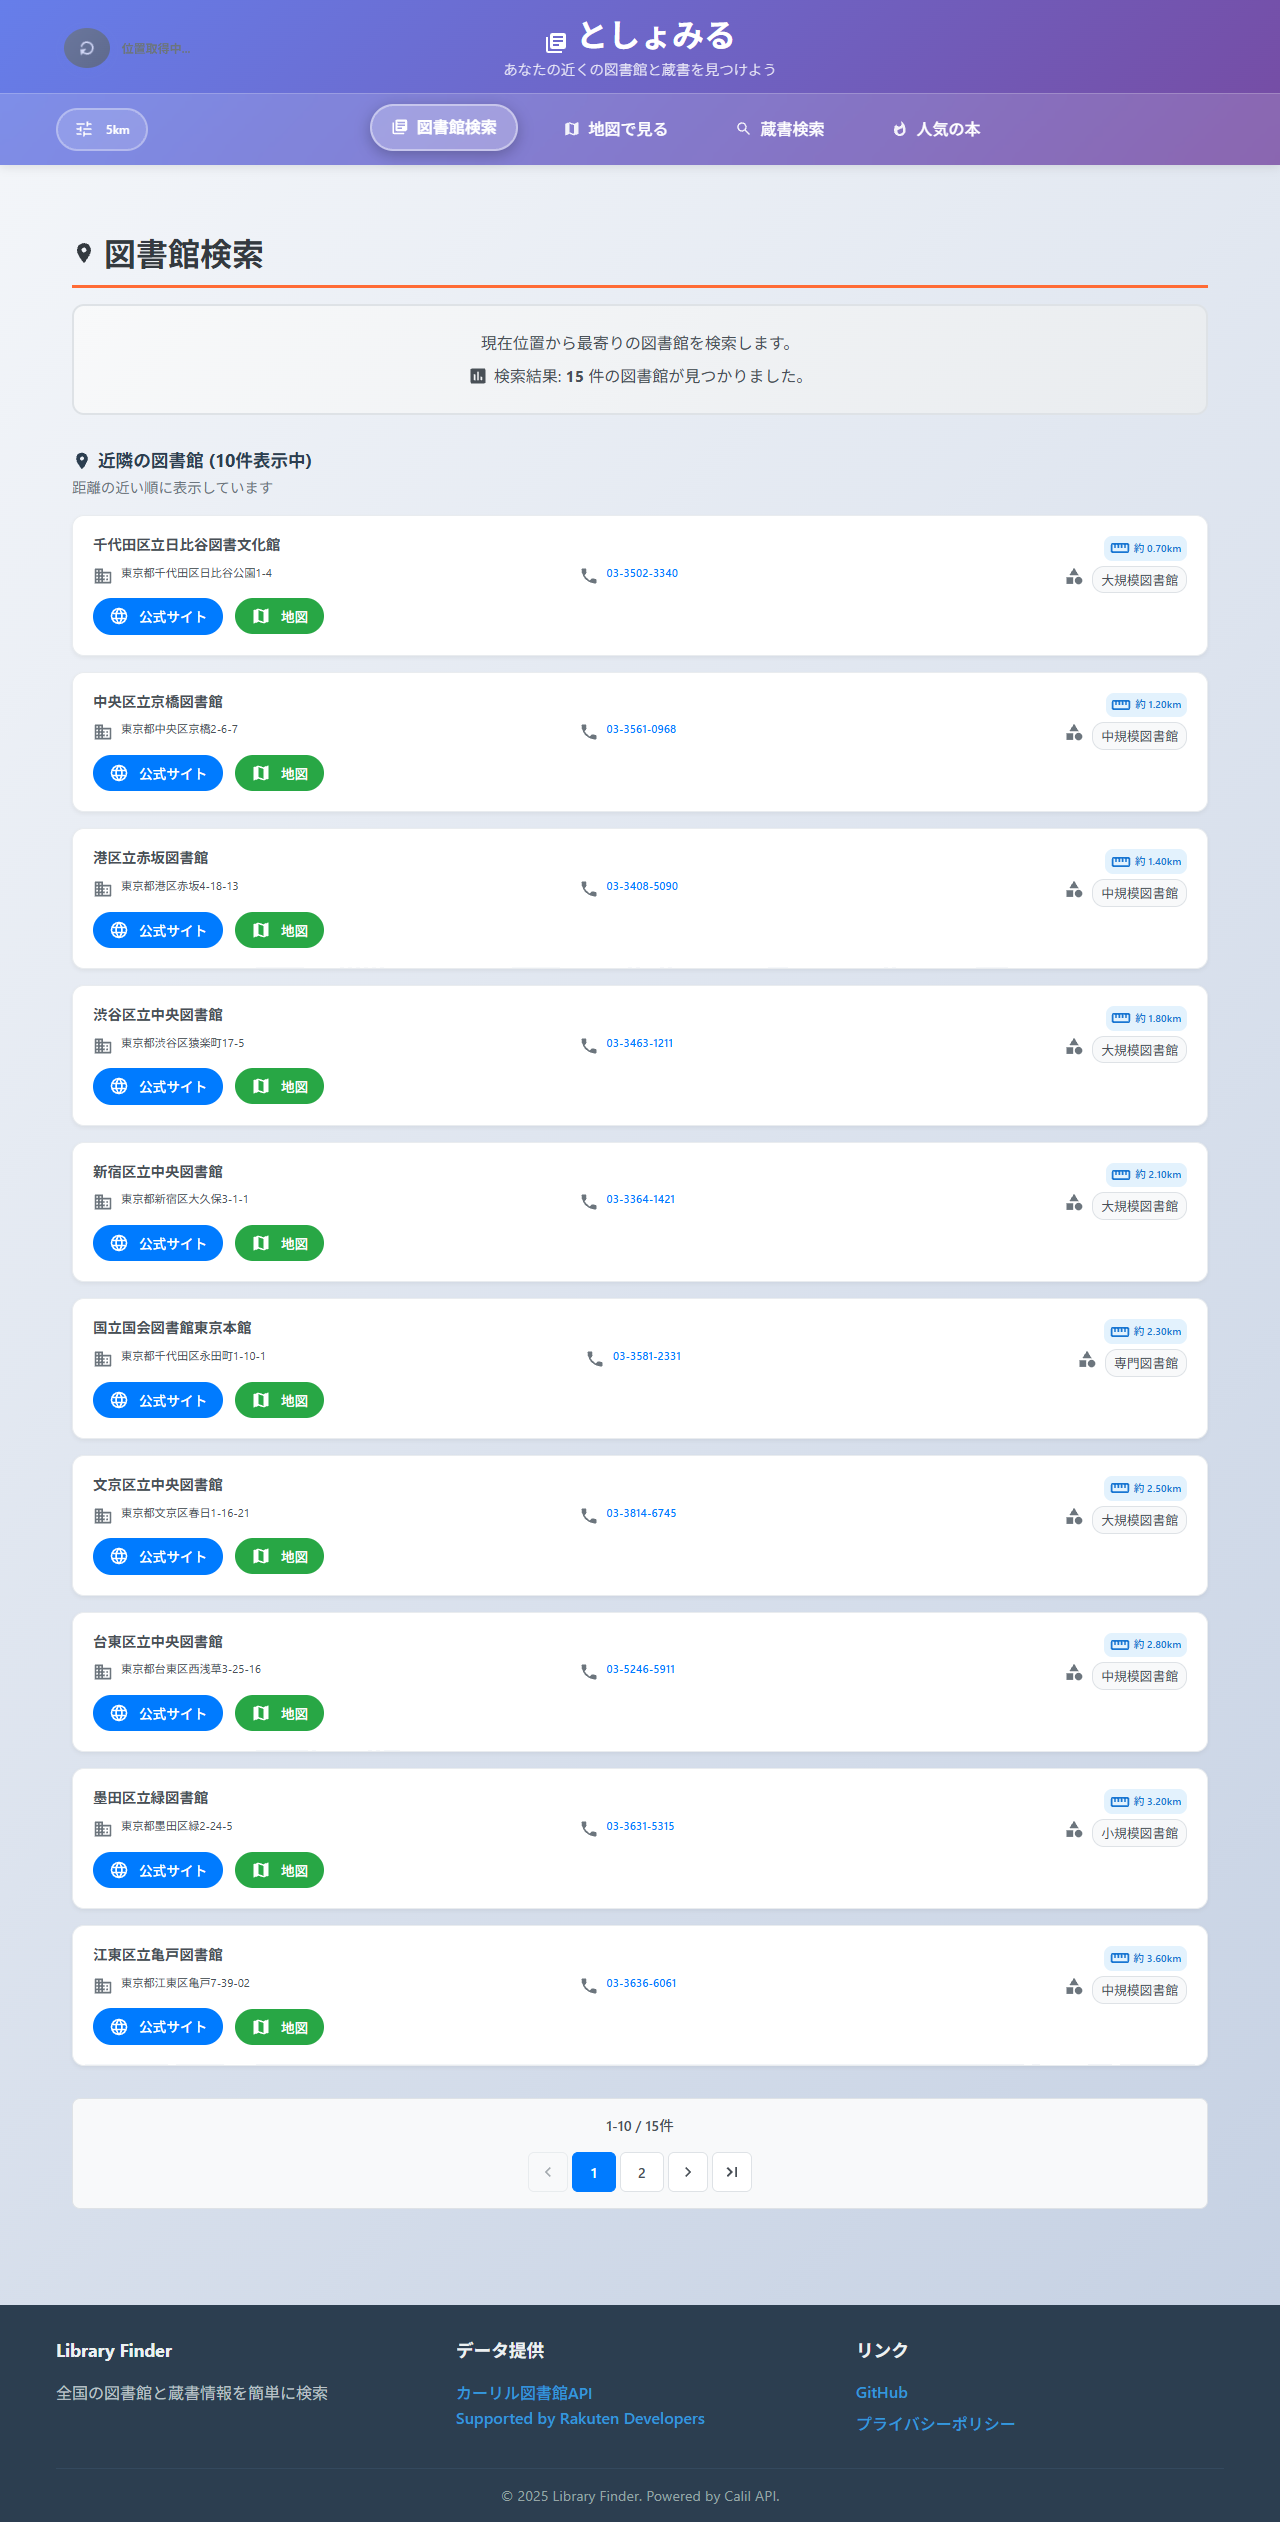 位置取得中...
としょみる
あなたの近くの図書館と蔵書を見つけよう
5km
図書館検索
地図で見る
蔵書検索
人気の本
図書館検索
現在位置から最寄りの図書館を検索します。
検索結果: 15 件の図書館が見つかりました。
近隣の図書館 (10件表示中)
距離の近い順に表示しています
千代田区立日比谷図書文化館
約 0.70km
東京都千代田区日比谷公園1-4
03-3502-3340
大規模図書館
公式サイト
地図
中央区立京橋図書館
約 1.20km
東京都中央区京橋2-6-7
03-3561-0968
中規模図書館
公式サイト
地図
港区立赤坂図書館
約 1.40km
東京都港区赤坂4-18-13
03-3408-5090
中規模図書館
公式サイト
地図
渋谷区立中央図書館
約 1.80km
東京都渋谷区猿楽町17-5
03-3463-1211
大規模図書館
公式サイト
地図
新宿区立中央図書館
約 2.10km
東京都新宿区大久保3-1-1
03-3364-1421
大規模図書館
公式サイト
地図
国立国会図書館東京本館
約 2.30km
東京都千代田区永田町1-10-1
03-3581-2331
専門図書館
公式サイト
地図
文京区立中央図書館
約 2.50km
東京都文京区春日1-16-21
03-3814-6745
大規模図書館
公式サイト
地図
台東区立中央図書館
約 2.80km
東京都台東区西浅草3-25-16
03-5246-5911
中規模図書館
公式サイト
地図
墨田区立緑図書館
約 3.20km
東京都墨田区緑2-24-5
03-3631-5315
小規模図書館
公式サイト
地図
江東区立亀戸図書館
約 3.60km
東京都江東区亀戸7-39-02
03-3636-6061
中規模図書館
公式サイト
地図
1-10 / 15件
1
2
Library Finder
全国の図書館と蔵書情報を簡単に検索
データ提供
カーリル図書館API
Supported by Rakuten Developers
リンク
GitHub
プライバシーポリシー
© 2025 Library Finder. Powered by Calil API.